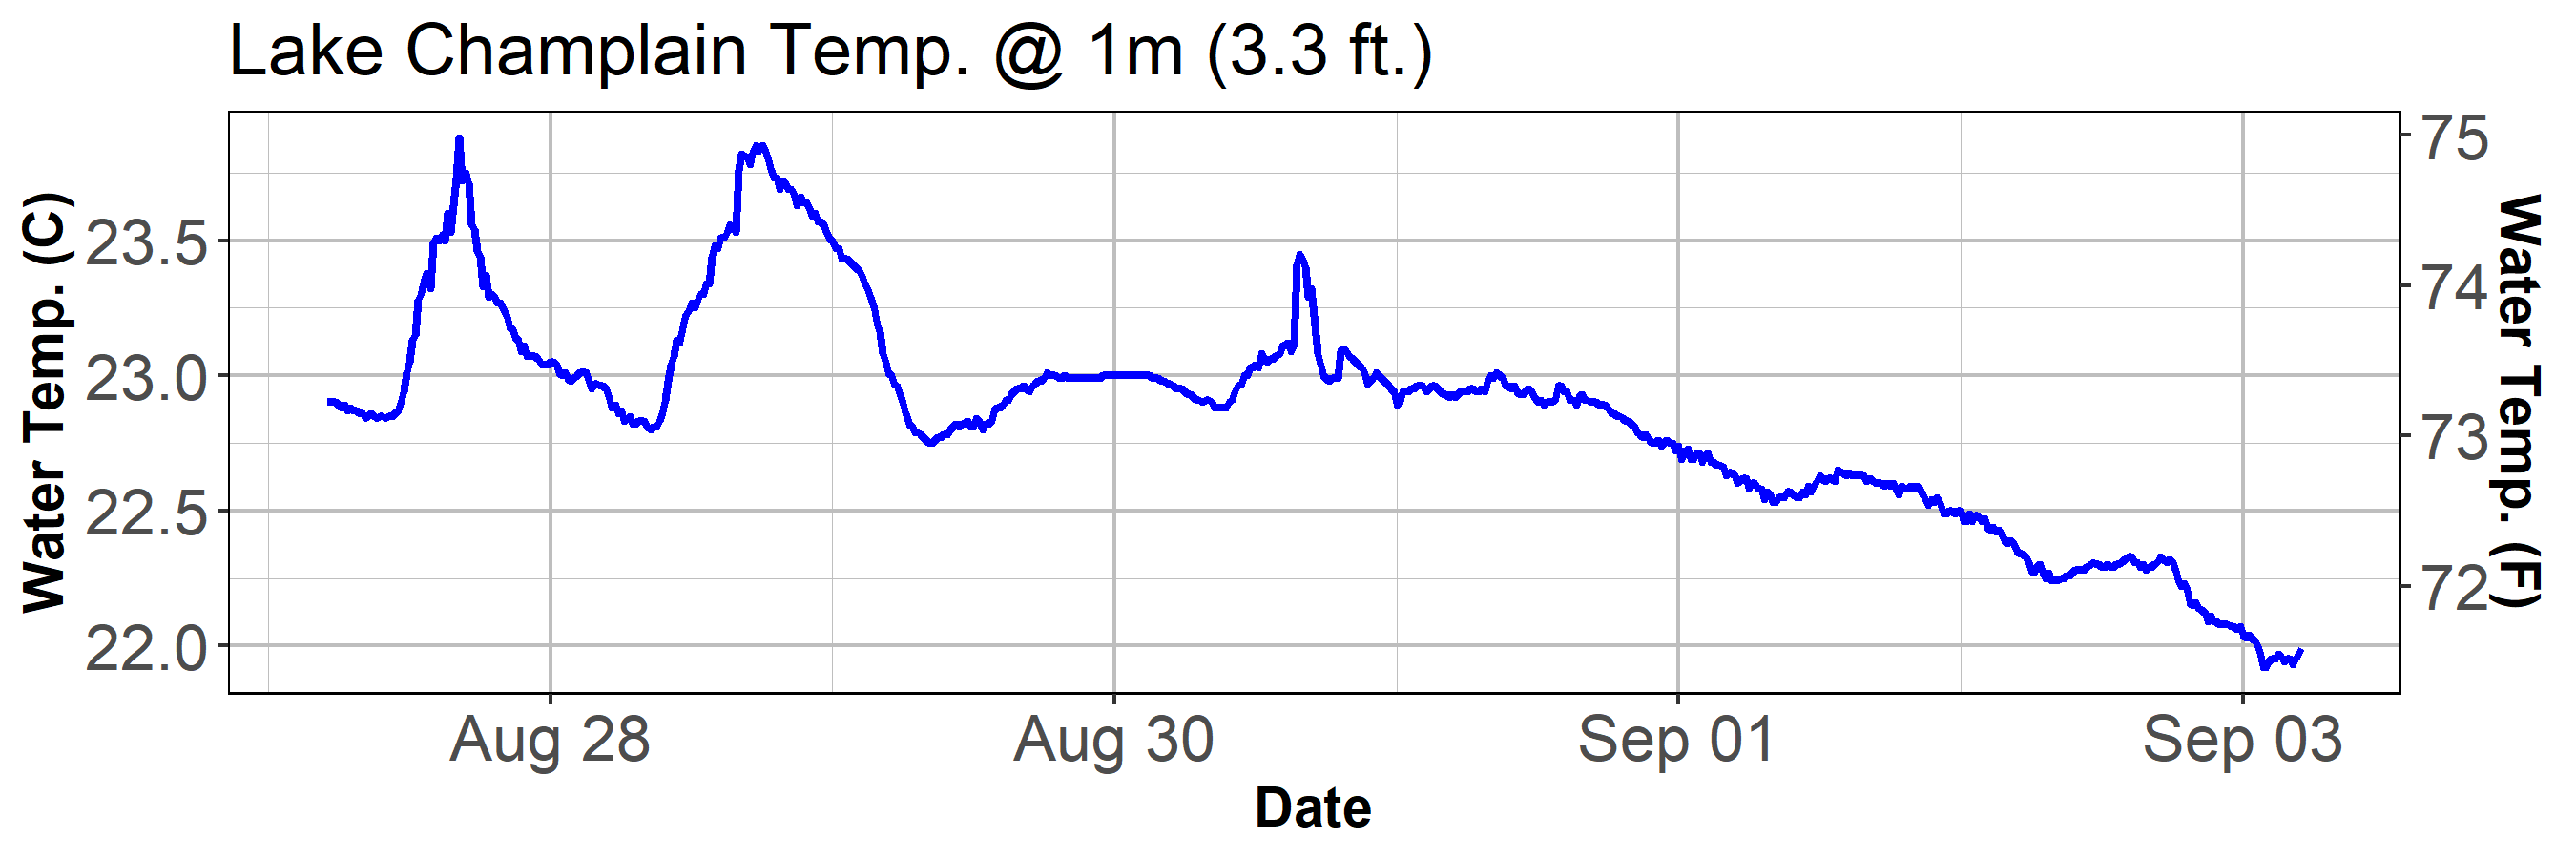 Lake Champlain Temp. @ 1m (3.3 ft.)
Water Temp. (C)
23.5
23.0
22.5
22.0
75
74
73
72
Water Temp. (F)
Aug 28
Aug 30
Sep 01
Sep 03
Date